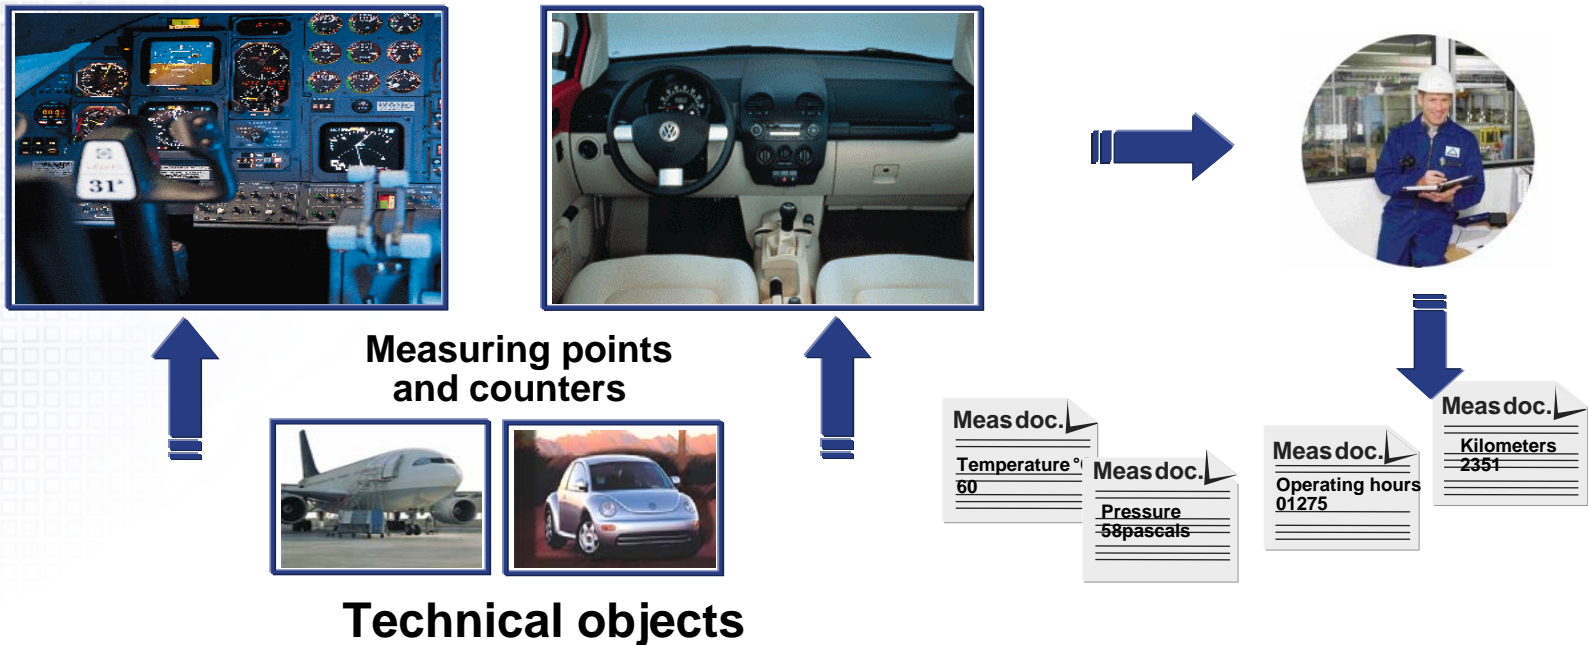 31°
Measuring points
and counters
Technical objects
Meas doc.
Temperature °
60
Meas doc.
Pressure
58pascals
Meas doc.
Operating hours
01275
Meas doc.
Kilometers
2351